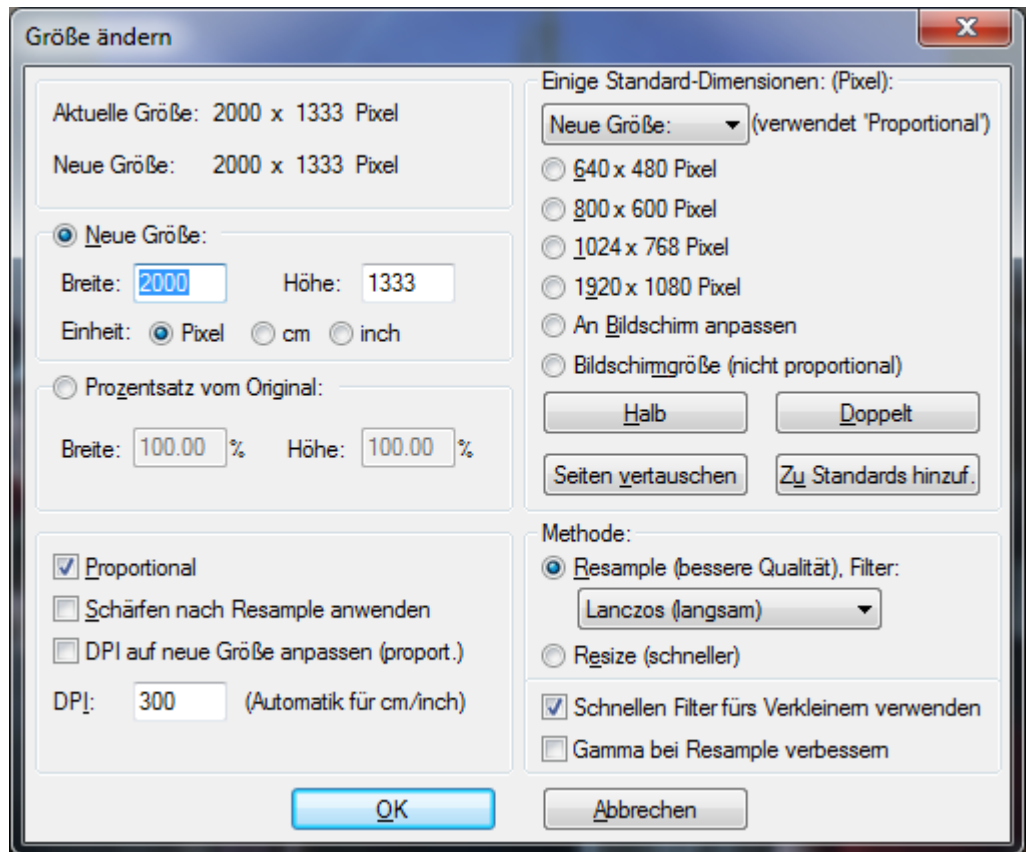 Größe ändern
Aktuelle Größe: 2000 x 1333 Pixel
Neue Größe: 2000 x 1333 Pixel
Neue Größe:
Breite: 2000 Höhe: 1333
Einheit: Pixel cm inch
Prozentsatz vom Original:
Breite: 100.00 % Höhe: 100.00 %
Proportional
Schärfen nach Resample anwenden
DPI auf neue Größe anpassen (proport.)
DPI: 300 (Automatik für cm/inch)
Einige Standard-Dimensionen: (Pixel):
Neue Größe: (verwendet "Proportional")
640 x 480 Pixel
800 x 600 Pixel
1024 x 768 Pixel
1920 x 1080 Pixel
An Bildschirm anpassen
Bildschirmgröße (nicht proportional)
Halb Doppelt
Seiten vertauschen Zu Standards hinzuf.
Methode:
Resample (bessere Qualität), Filter:
Lanczos (langsam)
Resize (schneller)
Schnellen Filter fürs Verkleinern verwenden
Gamma bei Resample verbessern
OK Abbrechen